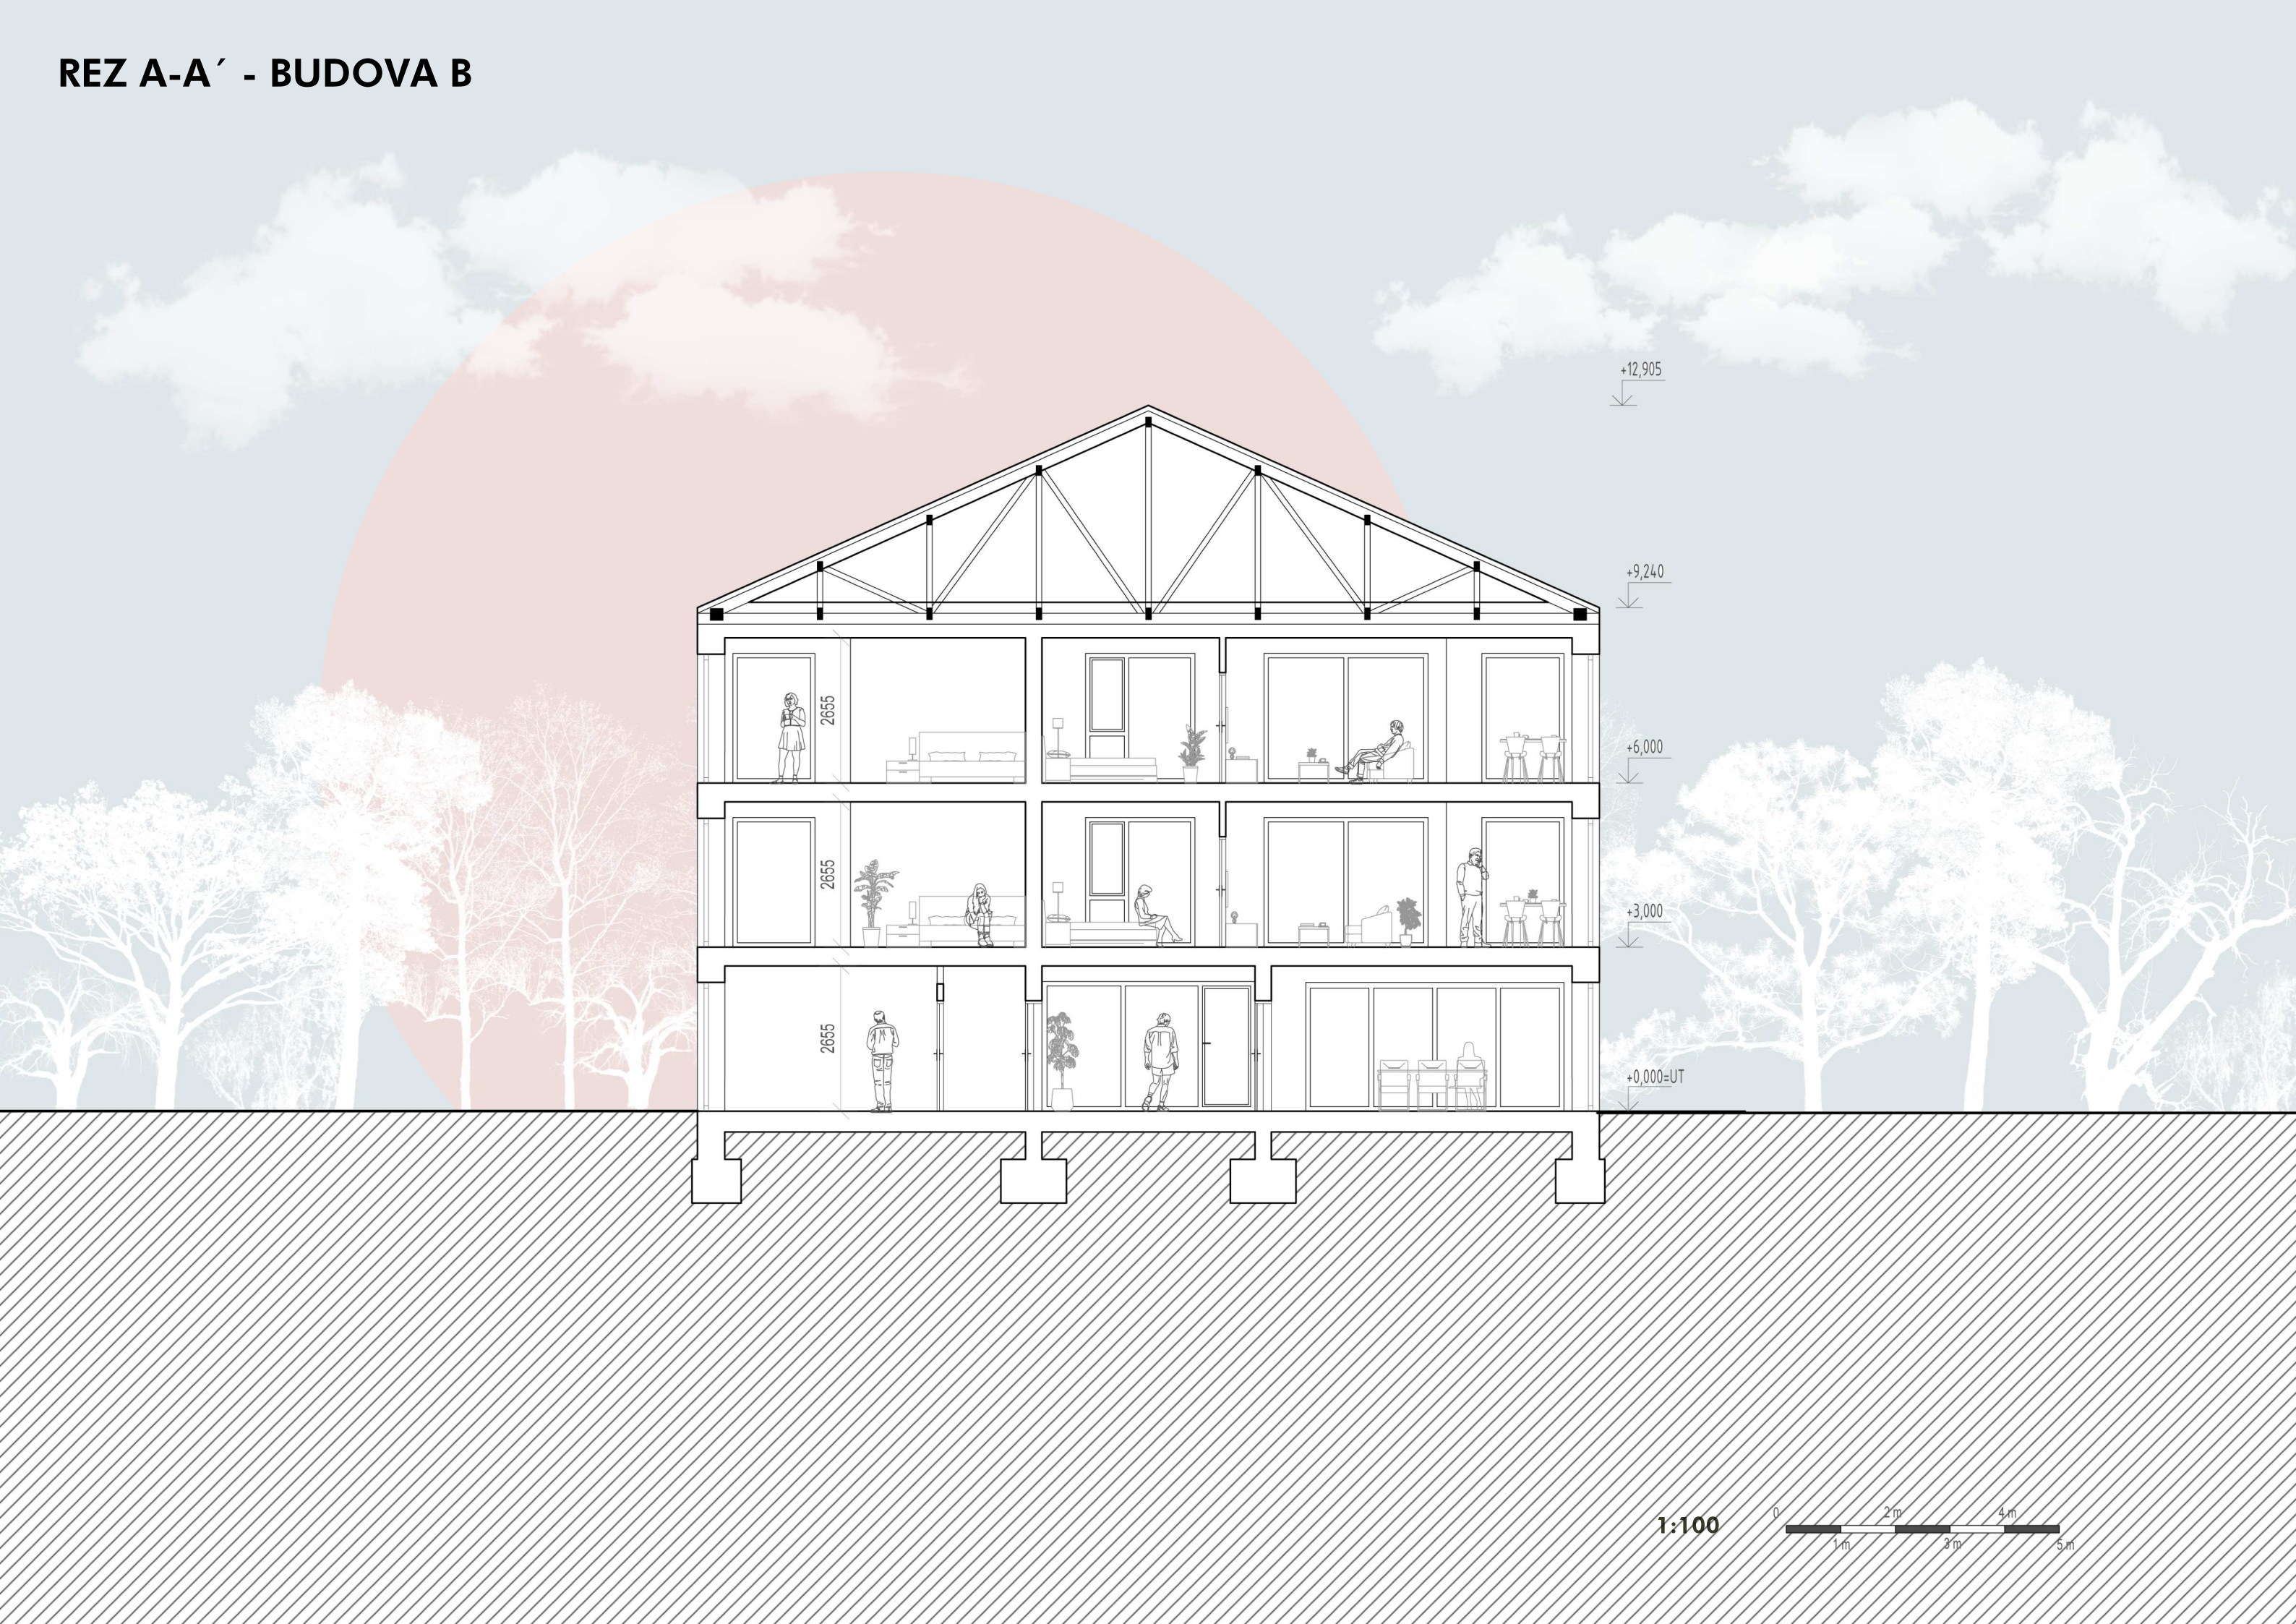 REZ A-A´ - BUDOVA B
+12,905
+9,240
2655
+6,000
2655
+3,000
2655
+0,000=UT
1:100
0 2 m 4 m
1 m 3 m 5 m